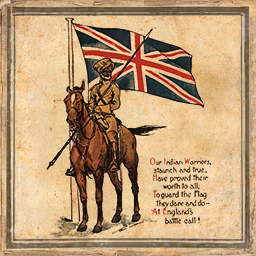 Our Indian Warriors,
staunch and true,
Have proved their
worth to all;
To guard the Flag
they dare and do—
At England's
battle call!